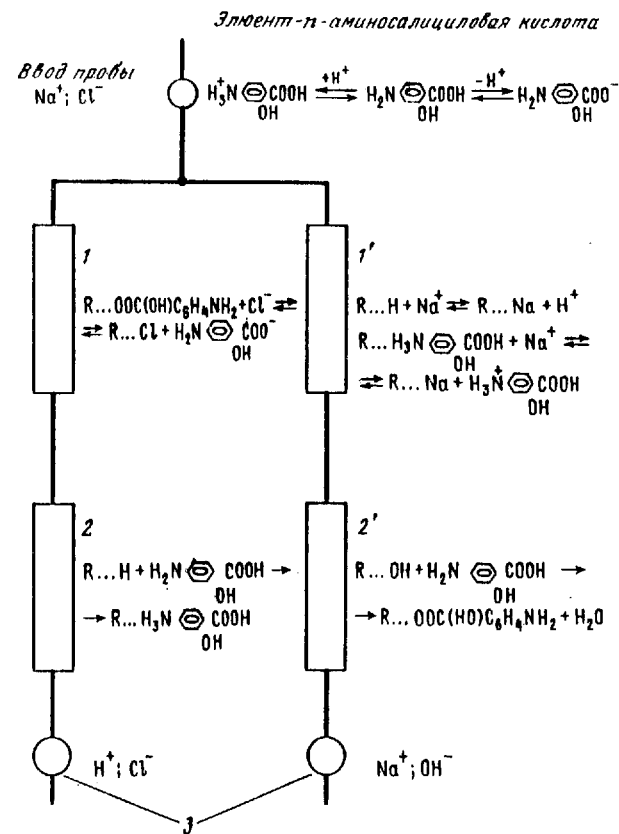 Элюент-п-аминосалициловая кислота
Ввод пробы
Na⁺; Cl⁻
H₃N⁺ COOH OH ⇌ +H⁺ H₂N COOH OH ⇌ -H⁺ H₂N COO⁻ OH
1
R...OOC(OH)C₆H₄NH₂+Cl⁻ ⇌
⇌ R...Cl + H₂N COO⁻
OH
1'
R...H + Na⁺ ⇌ R...Na + H⁺
R...H₃N COOH + Na⁺ ⇌
OH
⇌ R...Na + H₃N⁺ COOH
OH
2
R...H + H₂N COOH →
OH
→ R...H₃N COOH
OH
2'
R...OH + H₂N COOH →
OH
→ R...OOC(HO)C₆H₄NH₂ + H₂O
H⁺; Cl⁻
Na⁺; OH⁻
3